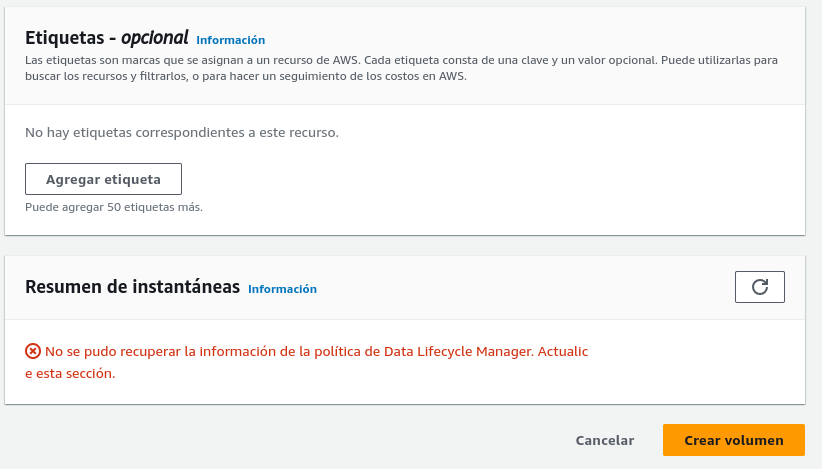 Etiquetas - opcional Información
Las etiquetas son marcas que se asignan a un recurso de AWS. Cada etiqueta consta de una clave y un valor opcional. Puede utilizarlas para
buscar los recursos y filtrarlos, o para hacer un seguimiento de los costos en AWS.
No hay etiquetas correspondientes a este recurso.
Agregar etiqueta
Puede agregar 50 etiquetas más.
Resumen de instantáneas Información
No se pudo recuperar la información de la política de Data Lifecycle Manager. Actualic
e esta sección.
Cancelar Crear volumen